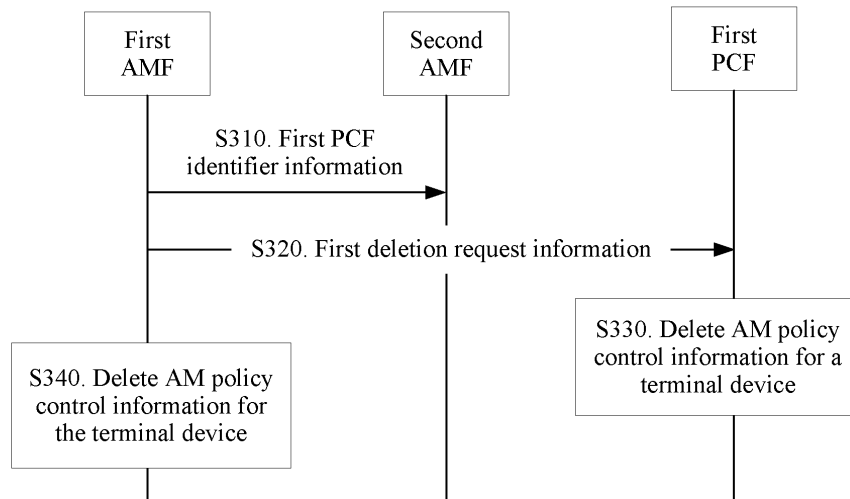 First
AMF
Second
AMF
First
PCF
S310. First PCF
identifier information
S320. First deletion request information
S330. Delete AM policy
control information for a
terminal device
S340. Delete AM policy
control information for
the terminal device